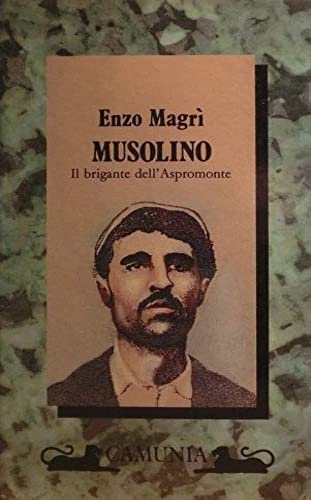 Enzo Magrì
MUSOLINO
Il brigante dell'Aspromonte
CAMUNIA